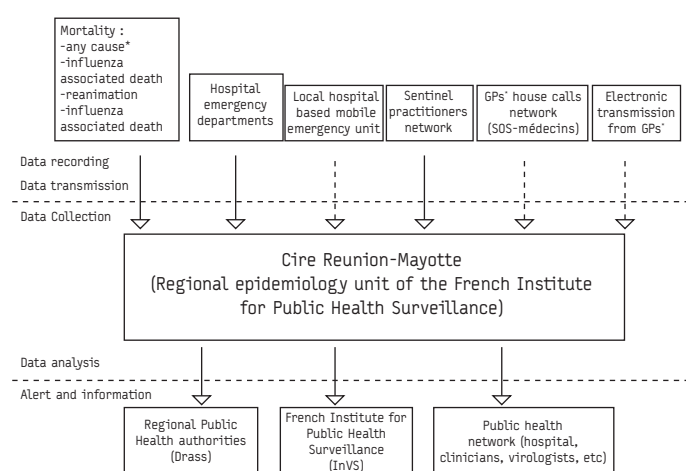 Mortality :
-any cause*
-influenza
associated death
-reanimation
-influenza
associated death
Hospital
emergency
departments
Local hospital
based mobile
emergency unit
Sentinel
practitioners
network
GPs* house calls
network
(SOS-médecins)
Electronic
transmission
from GPs*
Data recording
Data transmission
Data Collection
Cire Reunion-Mayotte
(Regional epidemiology unit of the French Institute
for Public Health Surveillance)
Data analysis
Alert and information
Regional Public
Health authorities
(Drass)
French Institute for
Public Health
Surveillance
(InVS)
Public health
network (hospital,
clinicians, virologists, etc)